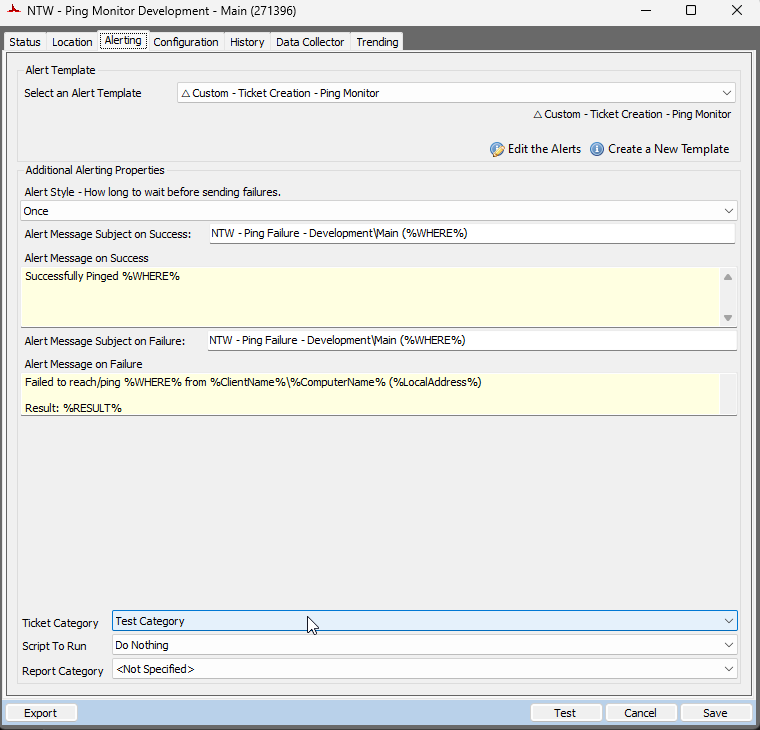 NTW - Ping Monitor Development - Main (271396)
Status Location Alerting Configuration History Data Collector Trending
Alert Template
Select an Alert Template △ Custom - Ticket Creation - Ping Monitor
△ Custom - Ticket Creation - Ping Monitor
Edit the Alerts Create a New Template
Additional Alerting Properties
Alert Style - How long to wait before sending failures.
Once
Alert Message Subject on Success: NTW - Ping Failure - Development\Main (%WHERE%)
Alert Message on Success
Successfully Pinged %WHERE%
Alert Message Subject on Failure: NTW - Ping Failure - Development\Main (%WHERE%)
Alert Message on Failure
Failed to reach/ping %WHERE% from %ClientName%\%ComputerName% (%LocalAddress%)
Result: %RESULT%
Ticket Category Test Category
Script To Run Do Nothing
Report Category <Not Specified>
Export Test Cancel Save